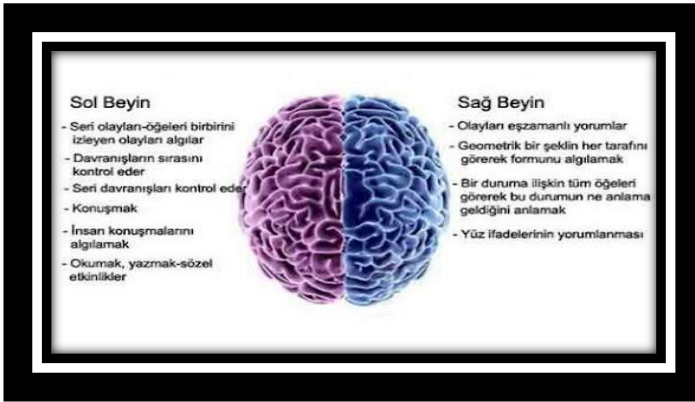 Sol Beyin
- Seri olayları-öğeleri birbirini
izleyen olayları algılar
- Davranışların sırasını
kontrol eder
- Seri davranışları kontrol eder
- Konuşmak
- İnsan konuşmalarını
algılamak
- Okumak, yazmak-sözel
etkinlikler
Sağ Beyin
- Olayları eşzamanlı yorumlar
- Geometrik bir şeklin her tarafını
görerek formunu algılamak
- Bir duruma ilişkin tüm öğeleri
görerek bu durumun ne anlama
geldiğini anlamak
- Yüz ifadelerinin yorumlanması